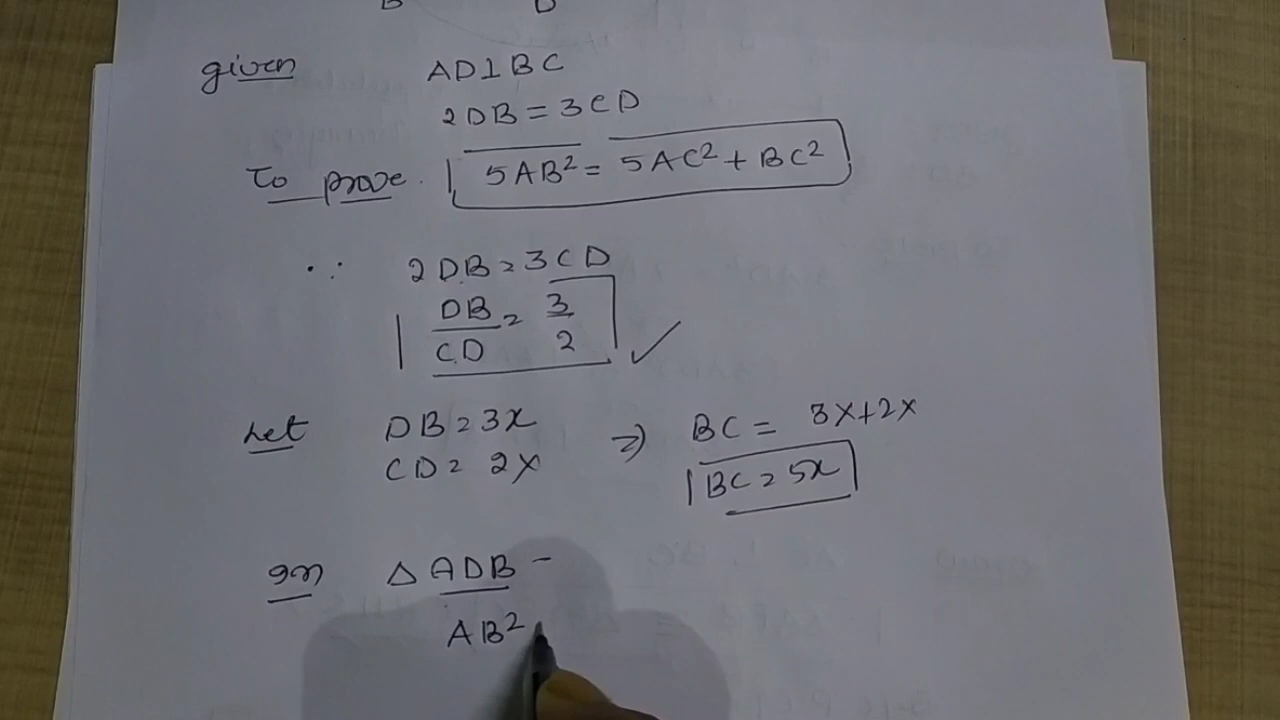 B D
given AD⊥BC
2DB = 3CD
To prove. 5AB² = 5AC² + BC²
∵ 2DB = 3CD
DB/CD = 3/2 ✓
Let DB = 3x ⇒ BC = 3x+2x
CD = 2x BC = 5x
In △ ADB -
AB²